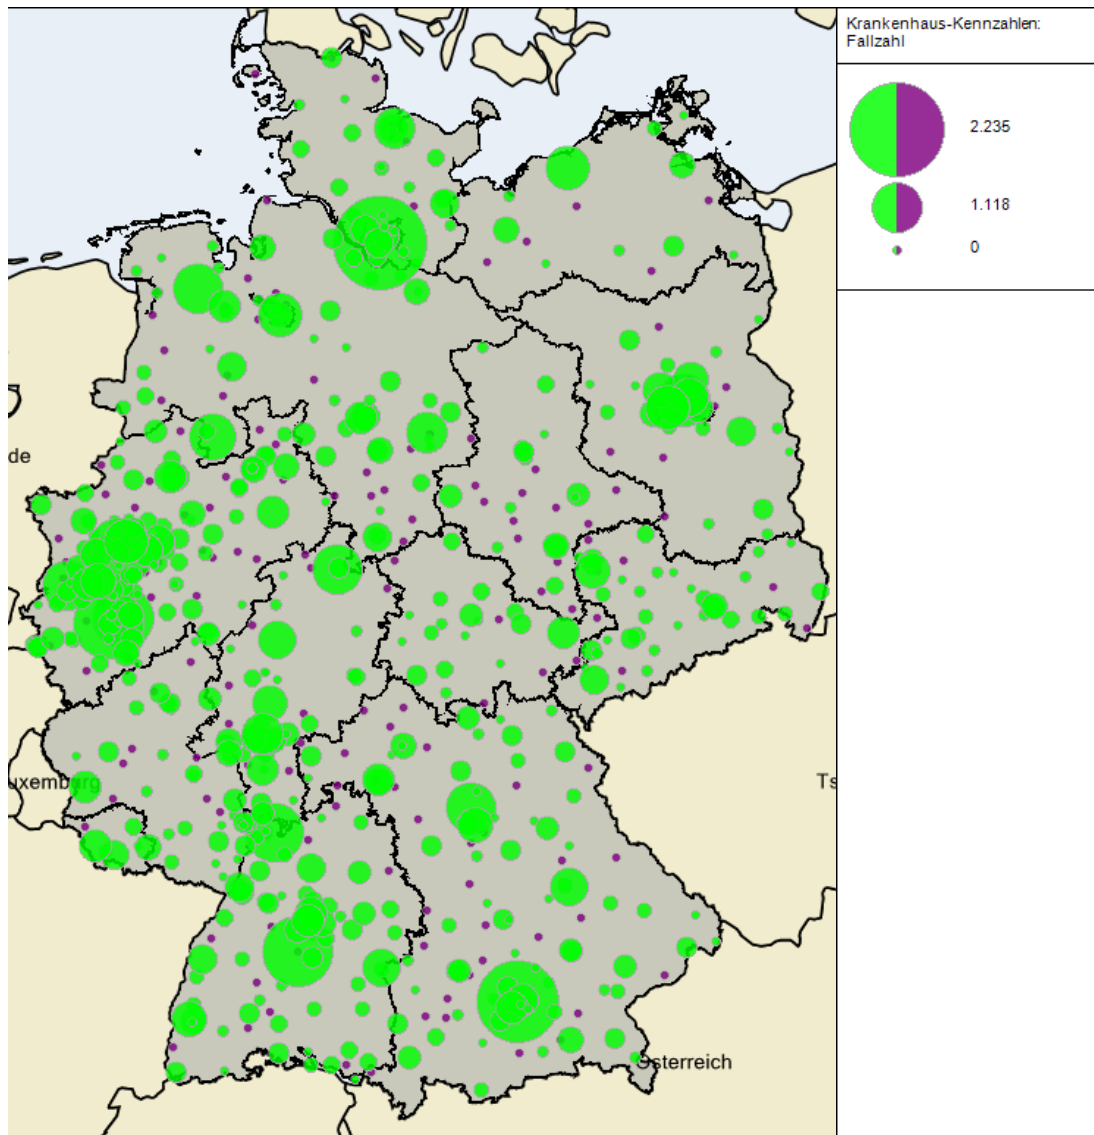 Krankenhaus-Kennzahlen:
Fallzahl
2.235
1.118
0
de
uxemburg
Ts
Österreich